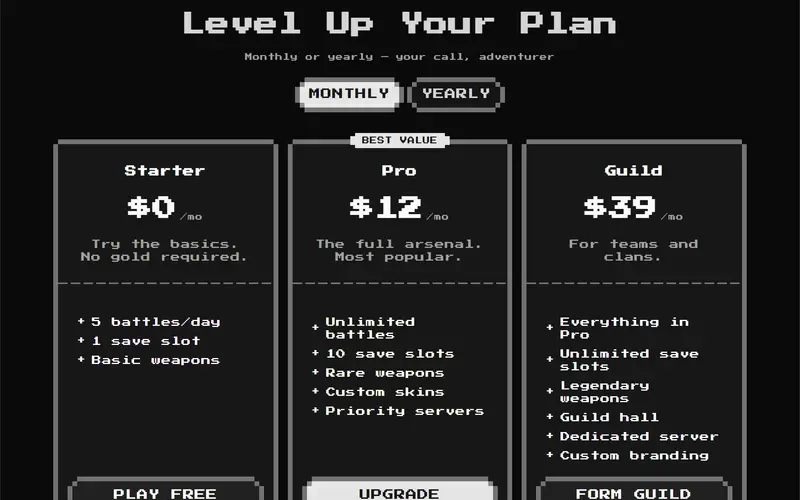 Level Up Your Plan
Monthly or yearly — your call, adventurer
MONTHLY
YEARLY
Starter
$0 /mo
Try the basics.
No gold required.
+ 5 battles/day
+ 1 save slot
+ Basic weapons
PLAY FREE
BEST VALUE
Pro
$12 /mo
The full arsenal.
Most popular.
+ Unlimited
battles
+ 10 save slots
+ Rare weapons
+ Custom skins
+ Priority servers
UPGRADE
Guild
$39 /mo
For teams and
clans.
+ Everything in
Pro
+ Unlimited save
slots
+ Legendary
weapons
+ Guild hall
+ Dedicated server
+ Custom branding
FORM GUILD